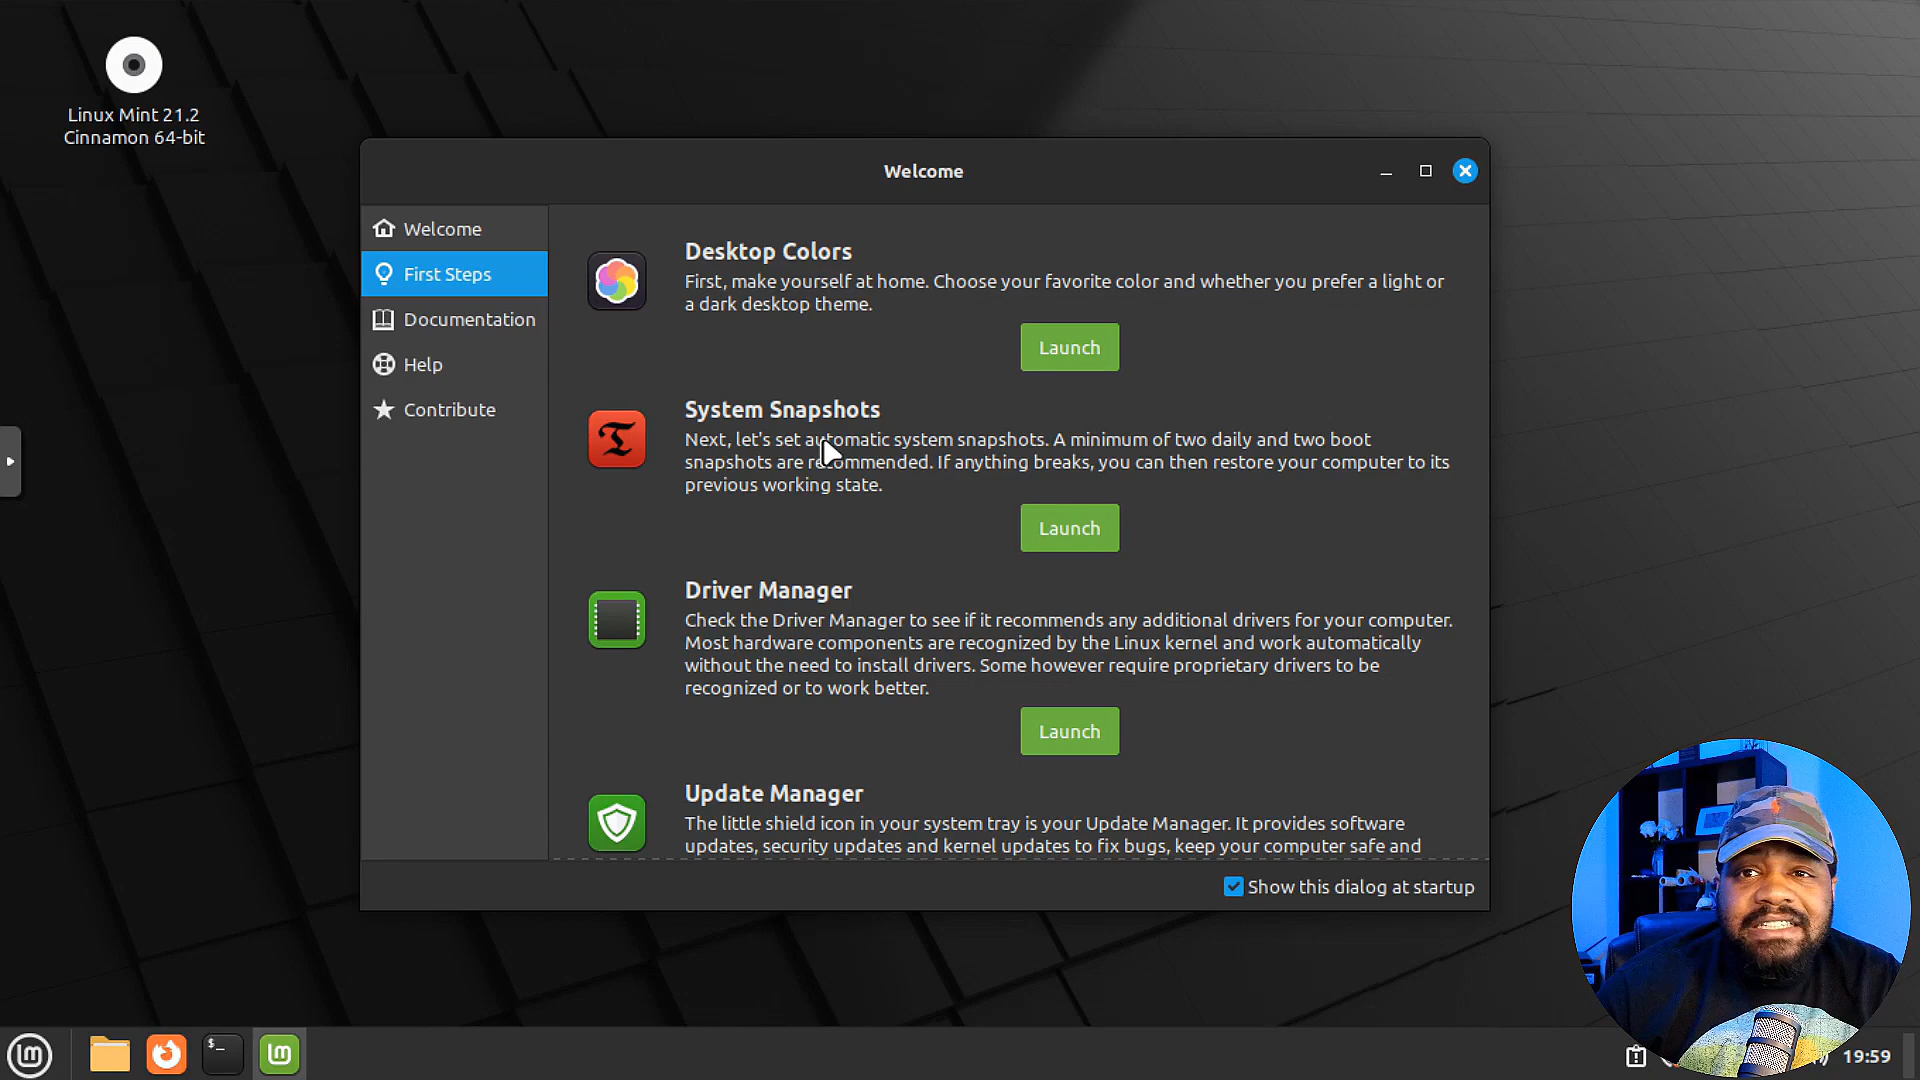 Linux Mint 21.2
Cinnamon 64-bit
Welcome
Welcome
First Steps
Documentation
Help
Contribute
Desktop Colors
First, make yourself at home. Choose your favorite color and whether you prefer a light or
a dark desktop theme.
Launch
System Snapshots
Next, let's set automatic system snapshots. A minimum of two daily and two boot
snapshots are recommended. If anything breaks, you can then restore your computer to its
previous working state.
Launch
Driver Manager
Check the Driver Manager to see if it recommends any additional drivers for your computer.
Most hardware components are recognized by the Linux kernel and work automatically
without the need to install drivers. Some however require proprietary drivers to be
recognized or to work better.
Launch
Update Manager
The little shield icon in your system tray is your Update Manager. It provides software
updates, security updates and kernel updates to fix bugs, keep your computer safe and
Show this dialog at startup
$_
19:59